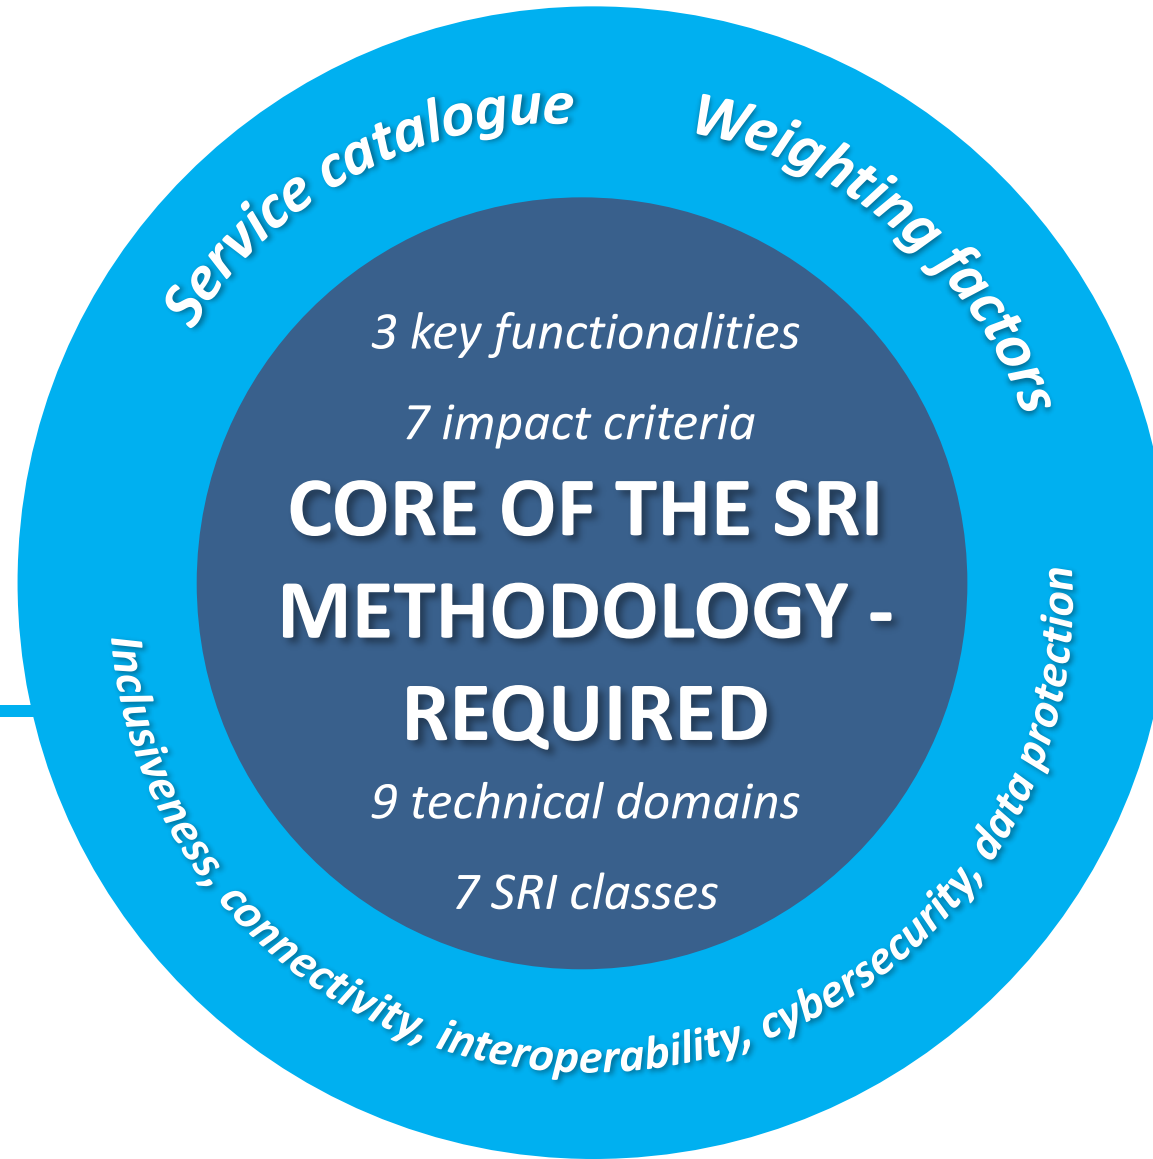 Service catalogue
Weighting factors
3 key functionalities
7 impact criteria
CORE OF THE SRI
METHODOLOGY -
REQUIRED
9 technical domains
7 SRI classes
Inclusiveness, connectivity, interoperability, cybersecurity, data protection